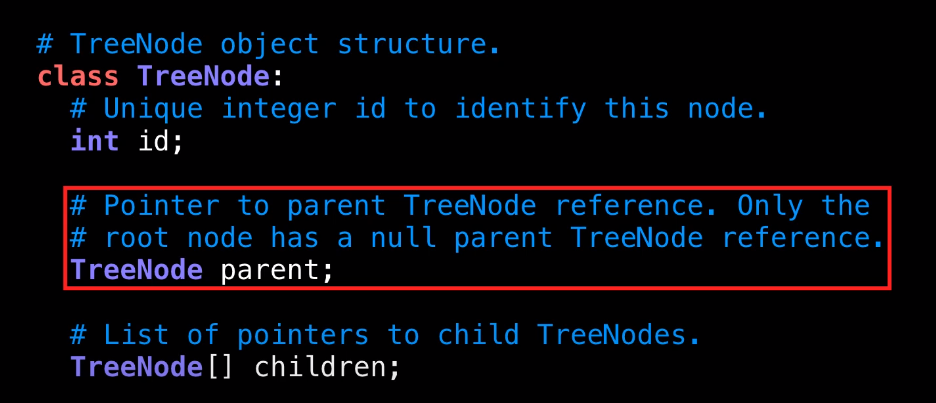 # TreeNode object structure.
class TreeNode:
# Unique integer id to identify this node.
int id;
# Pointer to parent TreeNode reference. Only the
# root node has a null parent TreeNode reference.
TreeNode parent;
# List of pointers to child TreeNodes.
TreeNode[] children;